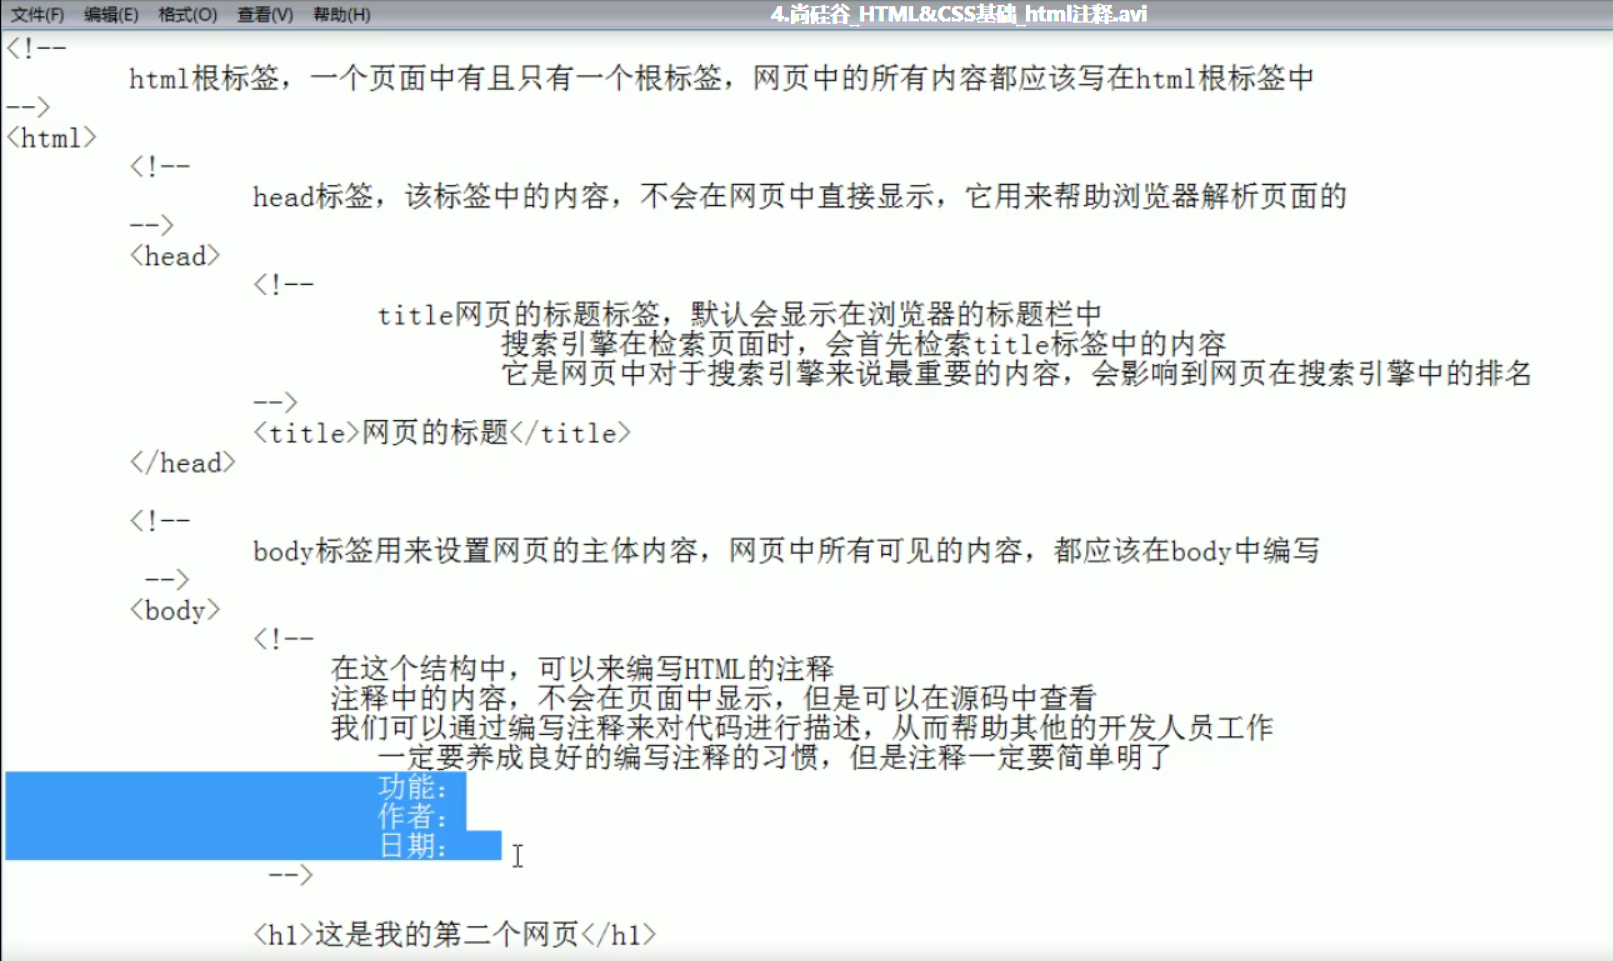 文件(F) 编辑(E) 格式(O) 查看(V) 帮助(H) 4.尚硅谷_HTML&CSS基础_html注释.avi
<!--
html根标签，一个页面中有且只有一个根标签，网页中的所有内容都应该写在html根标签中
-->
<html>
<!--
head标签，该标签中的内容，不会在网页中直接显示，它用来帮助浏览器解析页面的
-->
<head>
<!--
title网页的标题标签，默认会显示在浏览器的标题栏中
搜索引擎在检索页面时，会首先检索title标签中的内容
它是网页中对于搜索引擎来说最重要的内容，会影响到网页在搜索引擎中的排名
-->
<title>网页的标题</title>
</head>
<!--
body标签用来设置网页的主体内容，网页中所有可见的内容，都应该在body中编写
-->
<body>
<!--
在这个结构中，可以来编写HTML的注释
注释中的内容，不会在页面中显示，但是可以在源码中查看
我们可以通过编写注释来对代码进行描述，从而帮助其他的开发人员工作
一定要养成良好的编写注释的习惯，但是注释一定要简单明了
功能：
作者：
日期：
-->
<h1>这是我的第二个网页</h1>